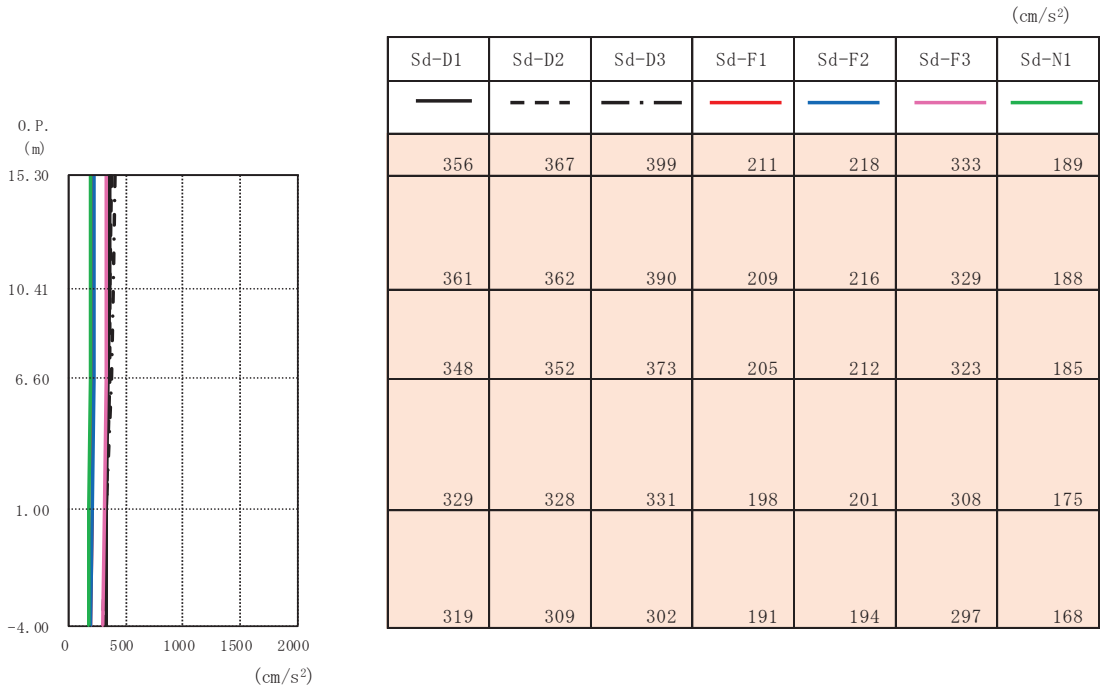 (cm/s²)
Sd-D1 Sd-D2 Sd-D3 Sd-F1 Sd-F2 Sd-F3 Sd-N1
O.P.
(m)
356 367 399 211 218 333 189
15.30
361 362 390 209 216 329 188
10.41
348 352 373 205 212 323 185
6.60
329 328 331 198 201 308 175
1.00
319 309 302 191 194 297 168
-4.00
0 500 1000 1500 2000
(cm/s²)